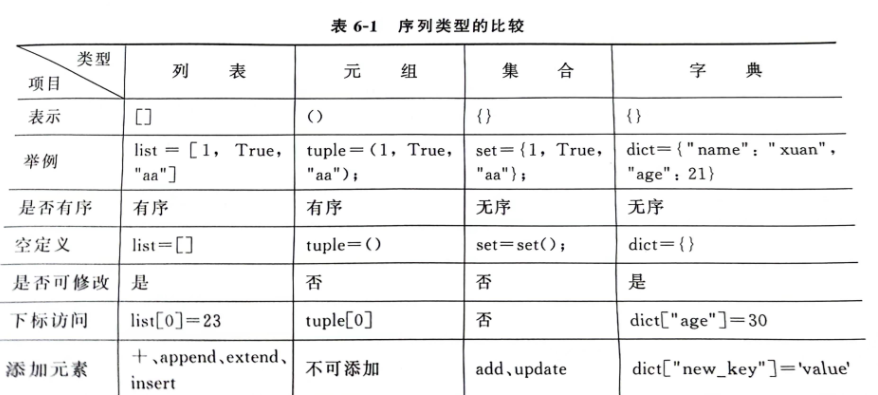 表 6-1 序列类型的比较
类型
项目 列 表 元 组 集 合 字 典
表示 [] () {} {}
举例 list = [1, True, "aa"] tuple=(1, True, "aa"); set={1, True, "aa"}; dict={"name": "xuan", "age": 21}
是否有序 有序 有序 无序 无序
空定义 list=[] tuple=() set=set(); dict={}
是否可修改 是 否 否 是
下标访问 list[0]=23 tuple[0] 否 dict["age"]=30
添加元素 +、append、extend、insert 不可添加 add、update dict["new_key"]='value'